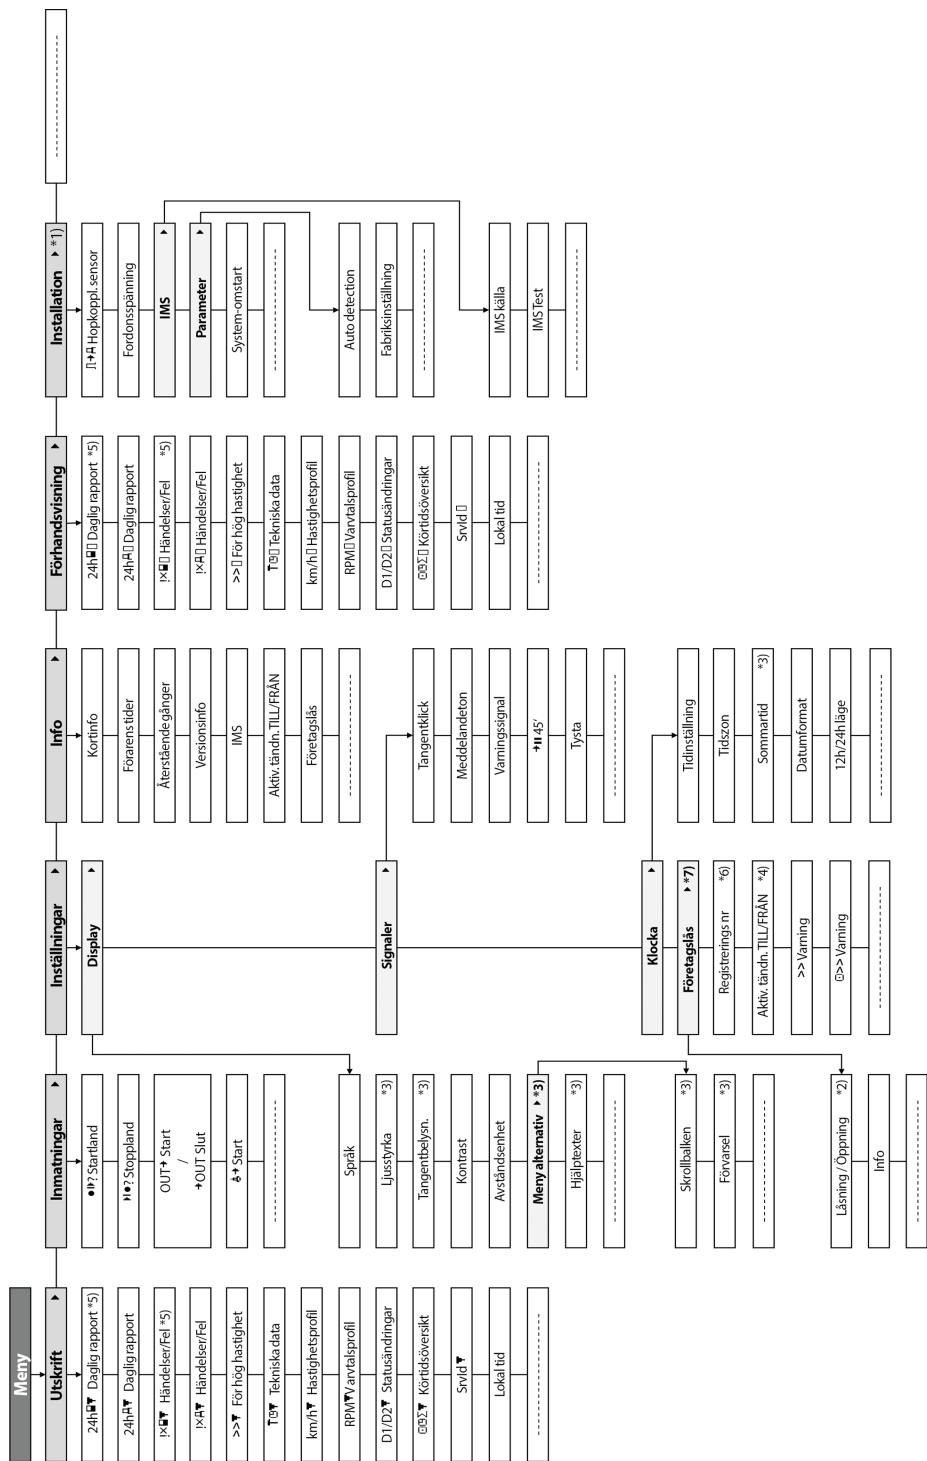 Meny
Utskrift ▶
24h▼ Daglig rapport *5)
24h▼ Daglig rapport
!×▼ Händelser/Fel *5)
!×▼ Händelser/Fel
>>▼ För hög hastighet
▼ Tekniska data
km/h▼ Hastighetsprofil
RPM▼ Varvtalsprofil
D1/D2▼ Statusändringar
Σ▼ Körtidsöversikt
SrvId ▼
Lokal tid
Inmatningar ▶
●I▶? Startland
▶I●? Stoppland
OUT➔ Start
/
➔OUT Slut
➔ Start
Språk
Ljusstyrka *3)
Tangentbelysn. *3)
Kontrast
Avståndsenhet
Meny alternativ ▶ *3)
Hjälptexter *3)
Skrollbalken *3)
Förvarsel *3)
Låsning / Öppning *2)
Info
Inställningar ▶
Display ▶
Signaler ▶
Klocka ▶
Företagslås ▶ *7)
Registrerings nr *6)
Aktiv. tändn. TILL/FRÅN *4)
>> Varning
>> Varning
Info ▶
Kortinfo
Förarens tider
Återstående gånger
Versionsinfo
IMS
Aktiv. tändn. TILL/FRÅN
Företagslås
Tangentklick
Meddelandeton
Varningssignal
➔II 45'
Tysta
Tidinställning
Tidszon
Sommartid *3)
Datumformat
12h/24h läge
Förhandsvisning ▶
24h Daglig rapport *5)
24h Daglig rapport
!× Händelser/Fel *5)
!× Händelser/Fel
>> För hög hastighet
Tekniska data
km/h Hastighetsprofil
RPM Varvtalsprofil
D1/D2 Statusändringar
Σ Körtidsöversikt
SrvId
Lokal tid
Installation ▶ *1)
Hopkoppl. sensor
Fordonsspänning
IMS ▶
Parameter ▶
System-omstart
Auto detection
Fabriksinställning
IMS källa
IMS Test